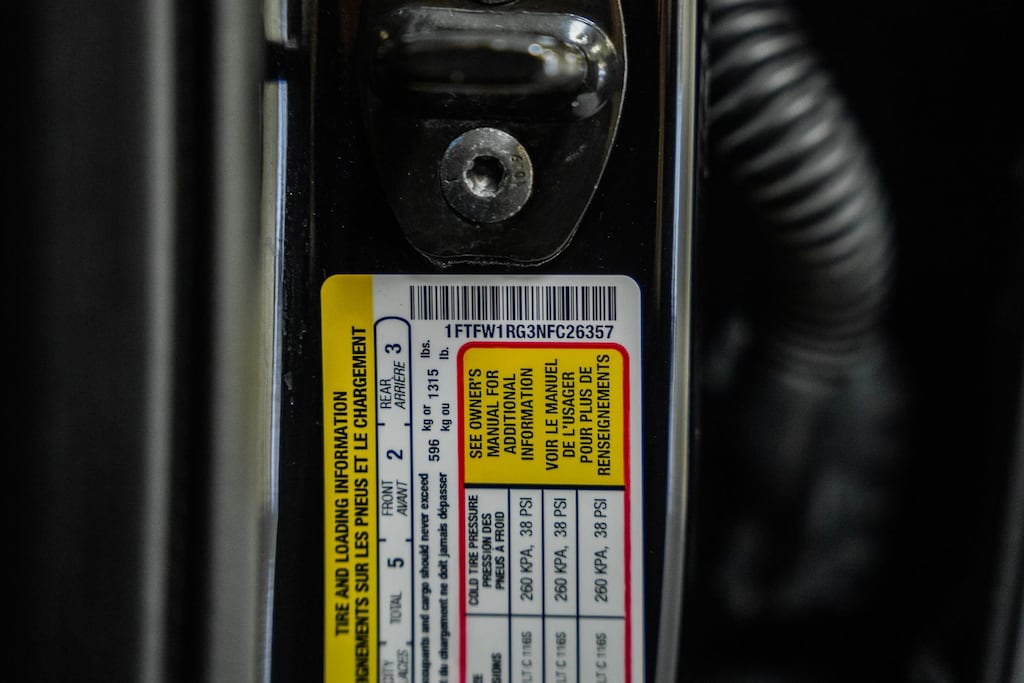 10.9
1FTFW1RG3NFC26357
TIRE AND LOADING INFORMATION
IGNEMENTS SUR LES PNEUS ET LE CHARGEMENT
TOTAL 5 FRONT AVANT 2 REAR ARRIÈRE 3
ccupants and cargo should never exceed 596 kg or 1315 lbs.
t du chargement ne doit jamais dépasser kg ou lb.
SEE OWNER'S
MANUAL FOR
ADDITIONAL
INFORMATION
VOIR LE MANUEL
DE L'USAGER
POUR PLUS DE
RENSEIGNEMENTS
COLD TIRE PRESSURE
PRESSION DES
PNEUS À FROID
LT C 116S 260 KPA, 38 PSI
LT C 116S 260 KPA, 38 PSI
LT C 116S 260 KPA, 38 PSI